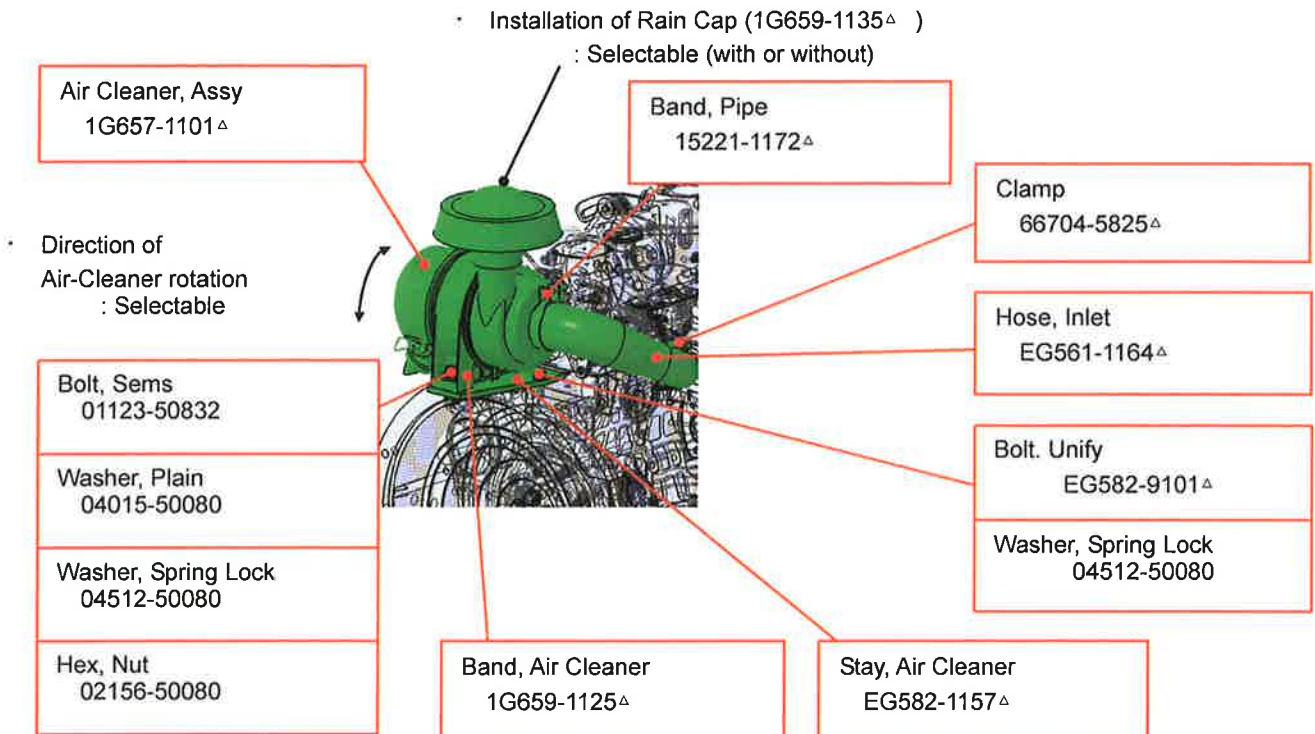 · Installation of Rain Cap (1G659-1135△ )
: Selectable (with or without)
Air Cleaner, Assy
1G657-1101△
Band, Pipe
15221-1172△
Clamp
66704-5825△
· Direction of
Air-Cleaner rotation
: Selectable
Hose, Inlet
EG561-1164△
Bolt, Sems
01123-50832
Washer, Plain
04015-50080
Washer, Spring Lock
04512-50080
Hex, Nut
02156-50080
Bolt. Unify
EG582-9101△
Washer, Spring Lock
04512-50080
Band, Air Cleaner
1G659-1125△
Stay, Air Cleaner
EG582-1157△